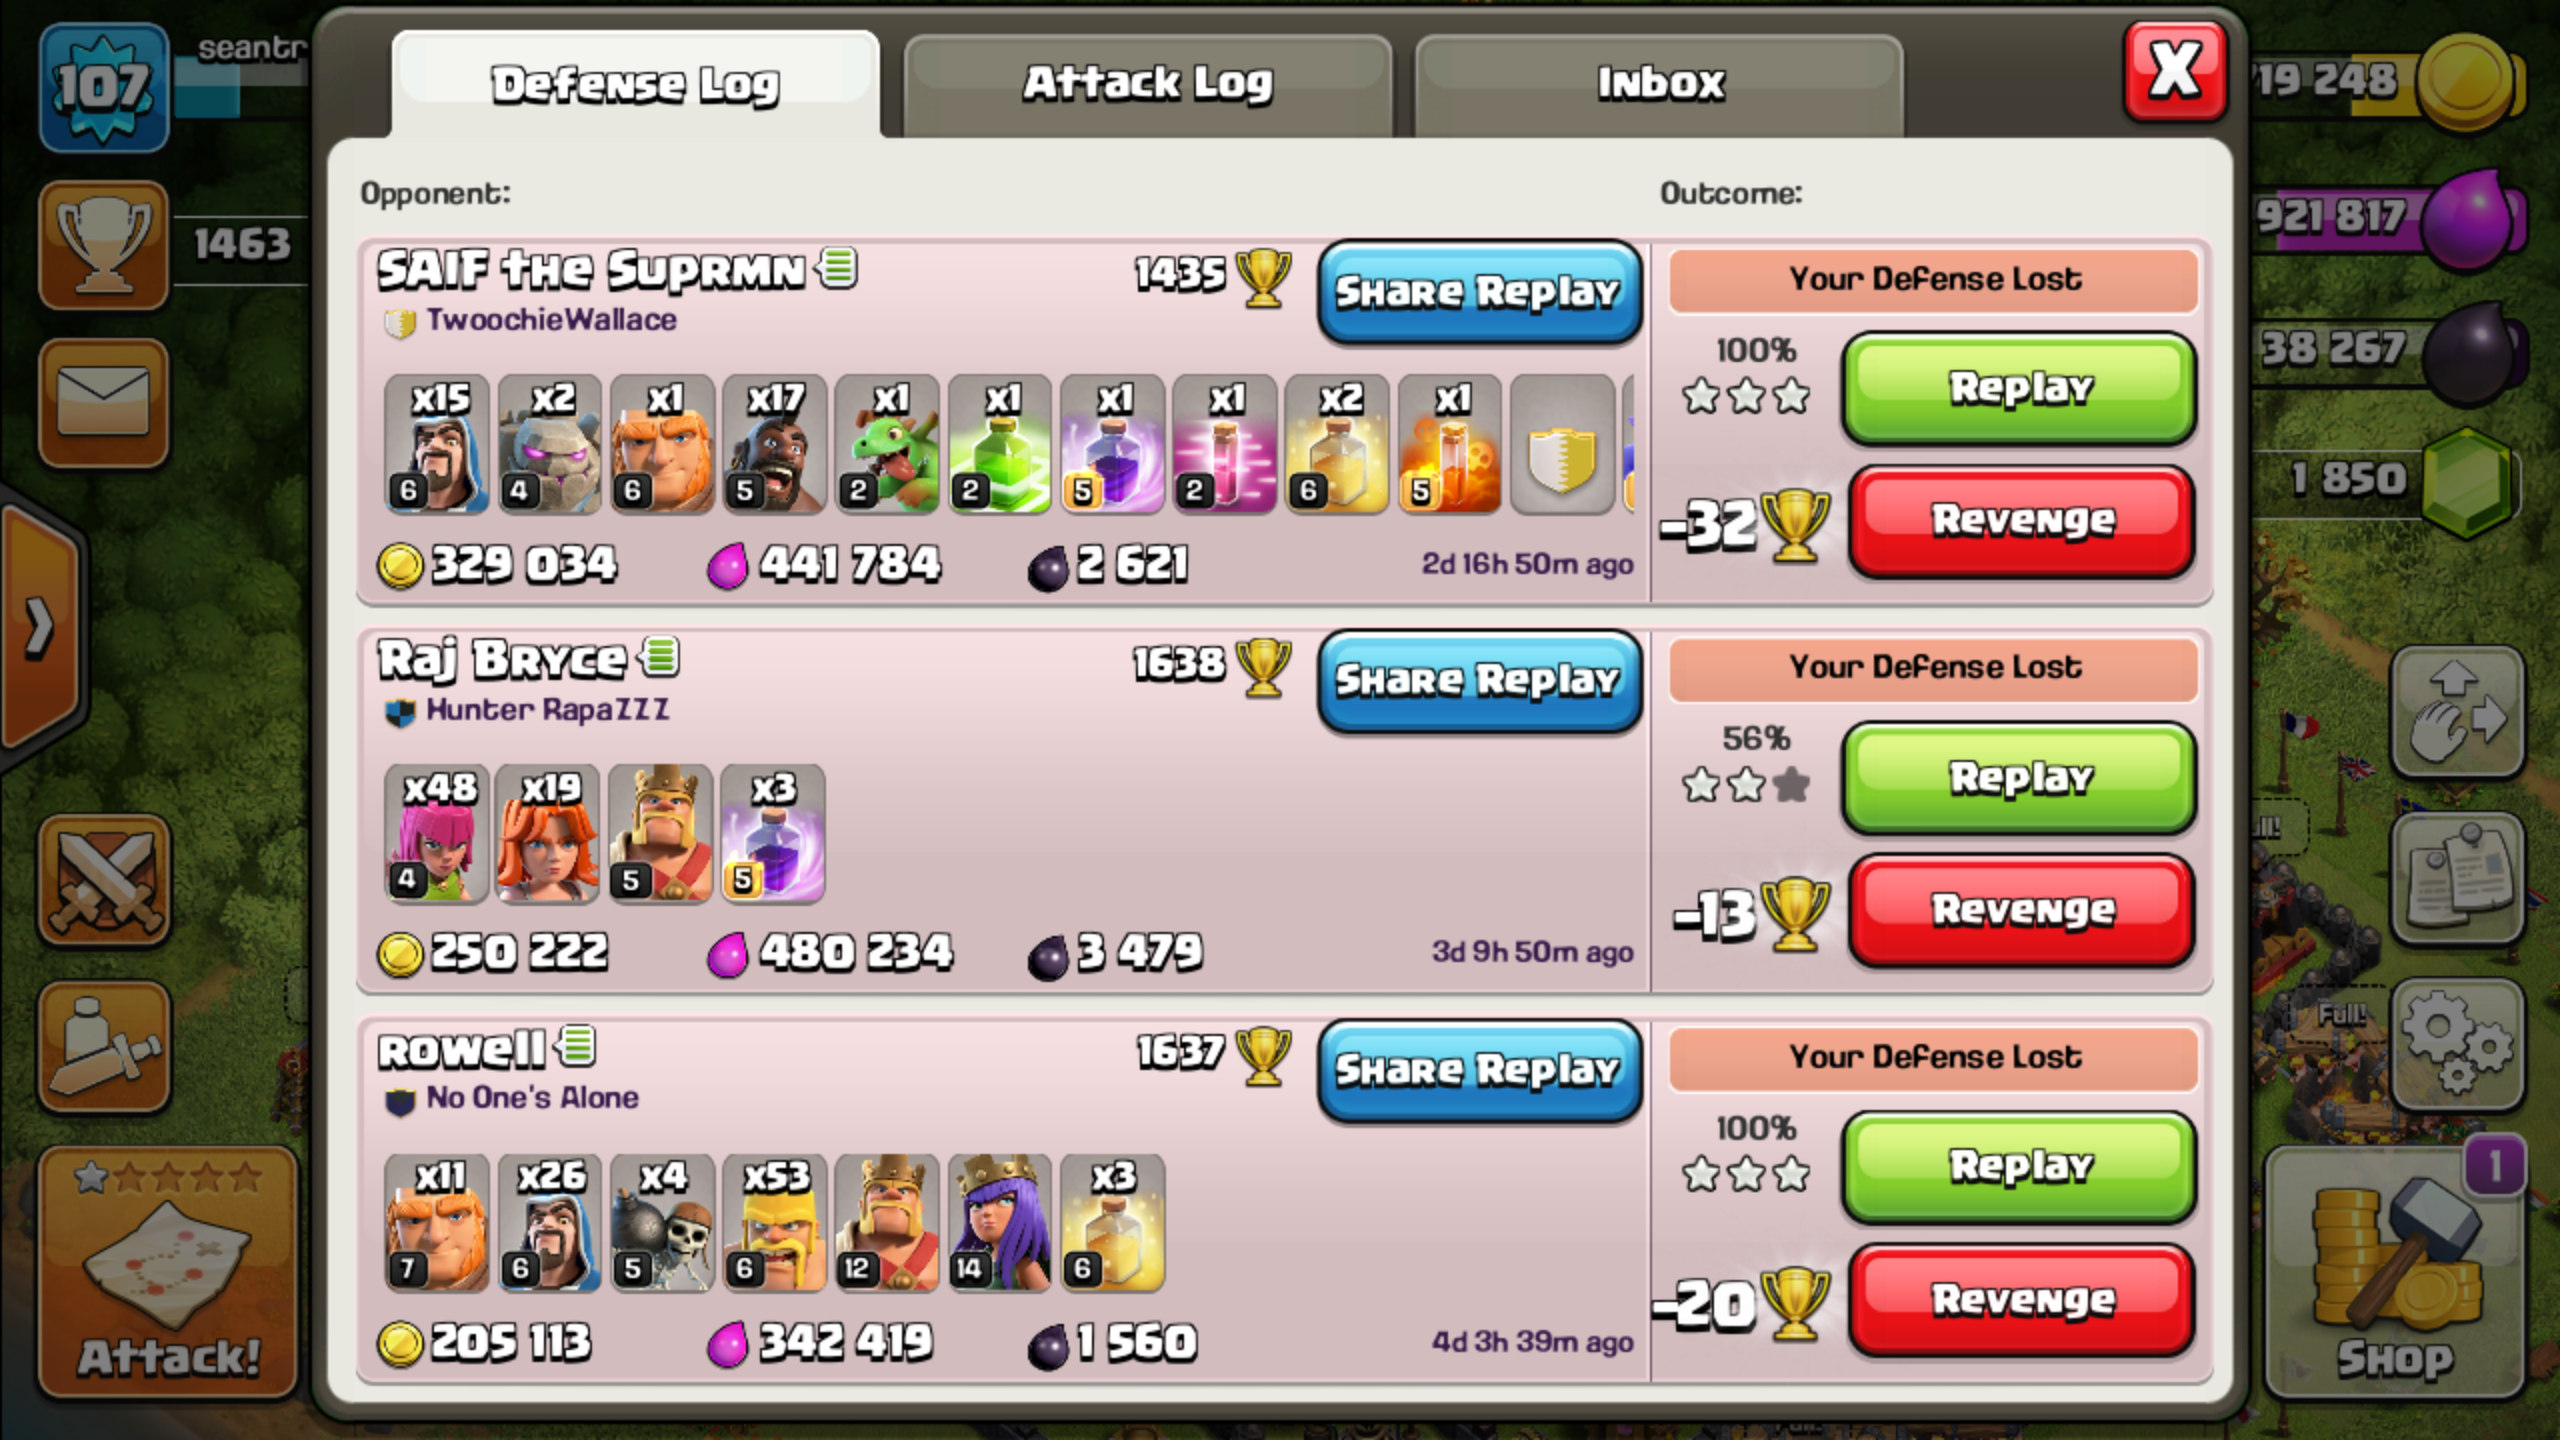 107
seantr
Defense Log
Attack Log
Inbox
X
19 248
1463
921 817
38 267
1 850
Opponent:
Outcome:
SAIF the Suprmn
1435
Share Replay
Your Defense Lost
TwoochieWallace
100%
Replay
x15 x2 x1 x17 x1 x1 x1 x1 x2 x1
6 4 6 5 2 2 5 2 6 5
-32
Revenge
329 034
441 784
2 621
2d 16h 50m ago
Raj Bryce
1638
Share Replay
Your Defense Lost
Hunter RapaZZZ
56%
Replay
x48 x19 x3
4 5 5
-13
Revenge
250 222
480 234
3 479
3d 9h 50m ago
rowell
1637
Share Replay
Your Defense Lost
No One's Alone
100%
Replay
x11 x26 x4 x53 x3
7 6 5 6 12 14 6
-20
Revenge
205 113
342 419
1 560
4d 3h 39m ago
Attack!
Full!
1
Shop